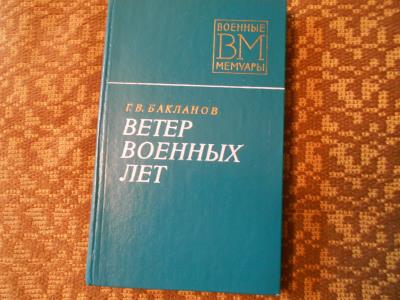 ВОЕННЫЕ
ВМ
МЕМУАРЫ
Г. В. БАКЛАНОВ
ВЕТЕР
ВОЕННЫХ
ЛЕТ